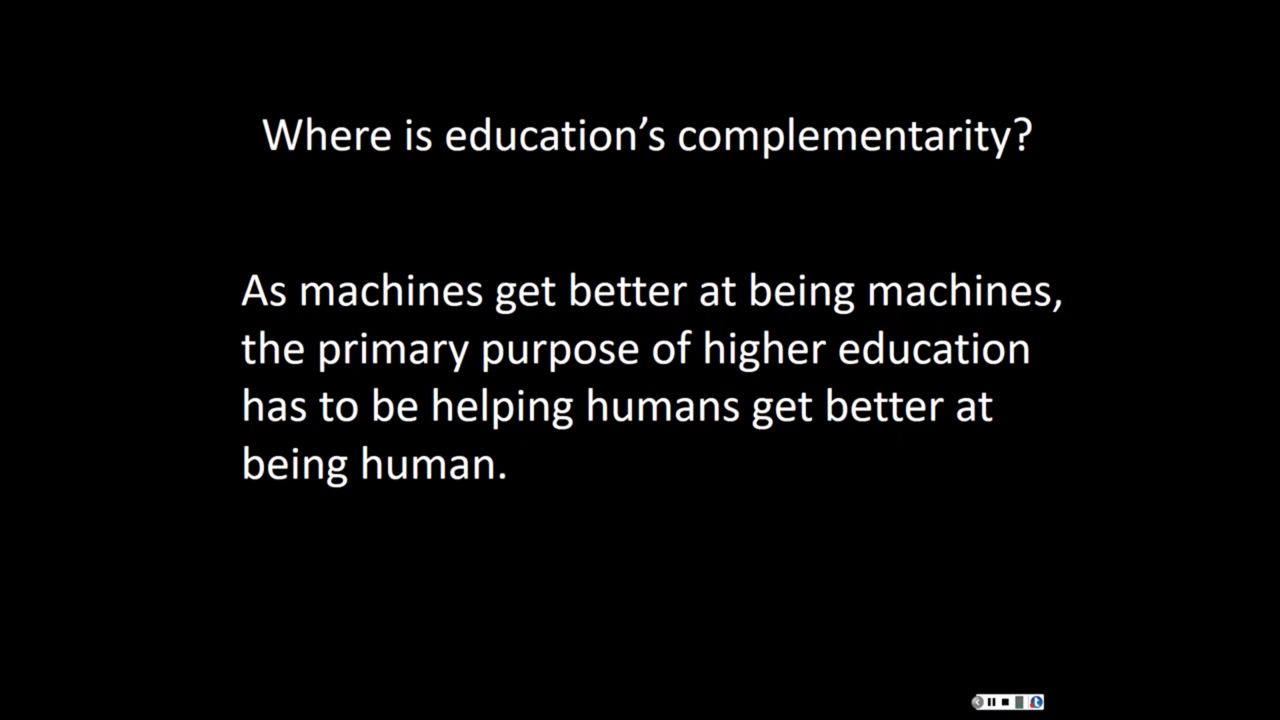 Where is education’s complementarity?
As machines get better at being machines,
the primary purpose of higher education
has to be helping humans get better at
being human.